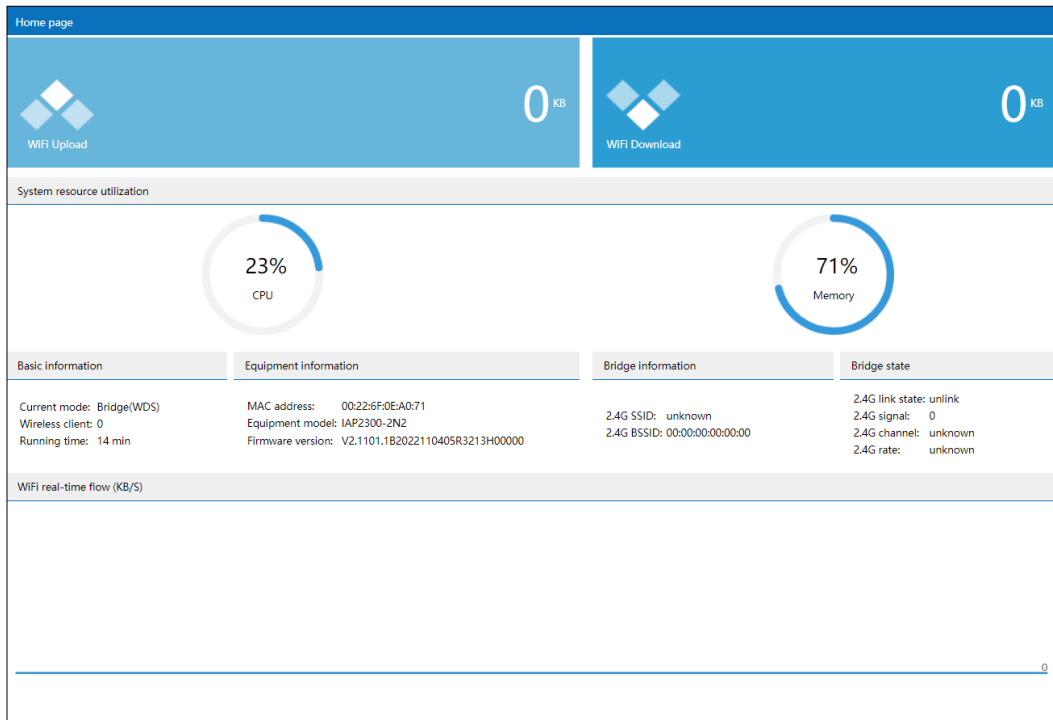 Home page
0 KB
WiFi Upload
0 KB
WiFi Download
System resource utilization
23%
CPU
71%
Memory
Basic information
Current mode: Bridge(WDS)
Wireless client: 0
Running time: 14 min
Equipment information
MAC address: 00:22:6F:0E:A0:71
Equipment model: IAP2300-2N2
Firmware version: V2.1101.1B2022110405R3213H00000
Bridge information
2.4G SSID: unknown
2.4G BSSID: 00:00:00:00:00:00
Bridge state
2.4G link state: unlink
2.4G signal: 0
2.4G channel: unknown
2.4G rate: unknown
WiFi real-time flow (KB/S)
0